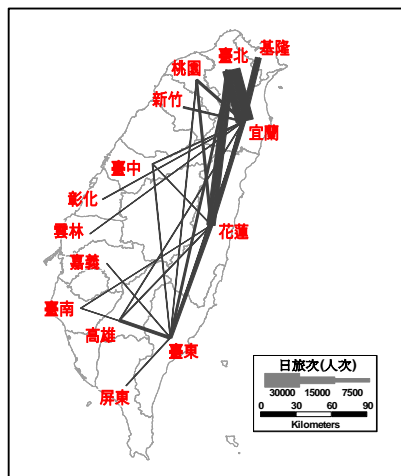 基隆
臺北
桃園
新竹
宜蘭
臺中
彰化
雲林
花蓮
嘉義
臺南
高雄
臺東
屏東
日旅次(人次)
30000 15000 7500
0 30 60 90
Kilometers